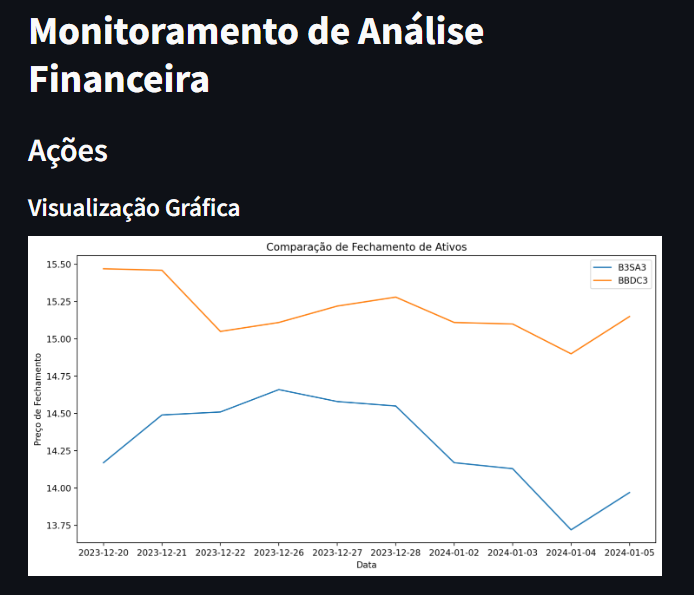 Monitoramento de Análise
Financeira
Ações
Visualização Gráfica
Comparação de Fechamento de Ativos
B3SA3
BBDC3
15.50
15.25
15.00
14.75
14.50
14.25
14.00
13.75
Preço de Fechamento
2023-12-20 2023-12-21 2023-12-22 2023-12-26 2023-12-27 2023-12-28 2024-01-02 2024-01-03 2024-01-04 2024-01-05
Data